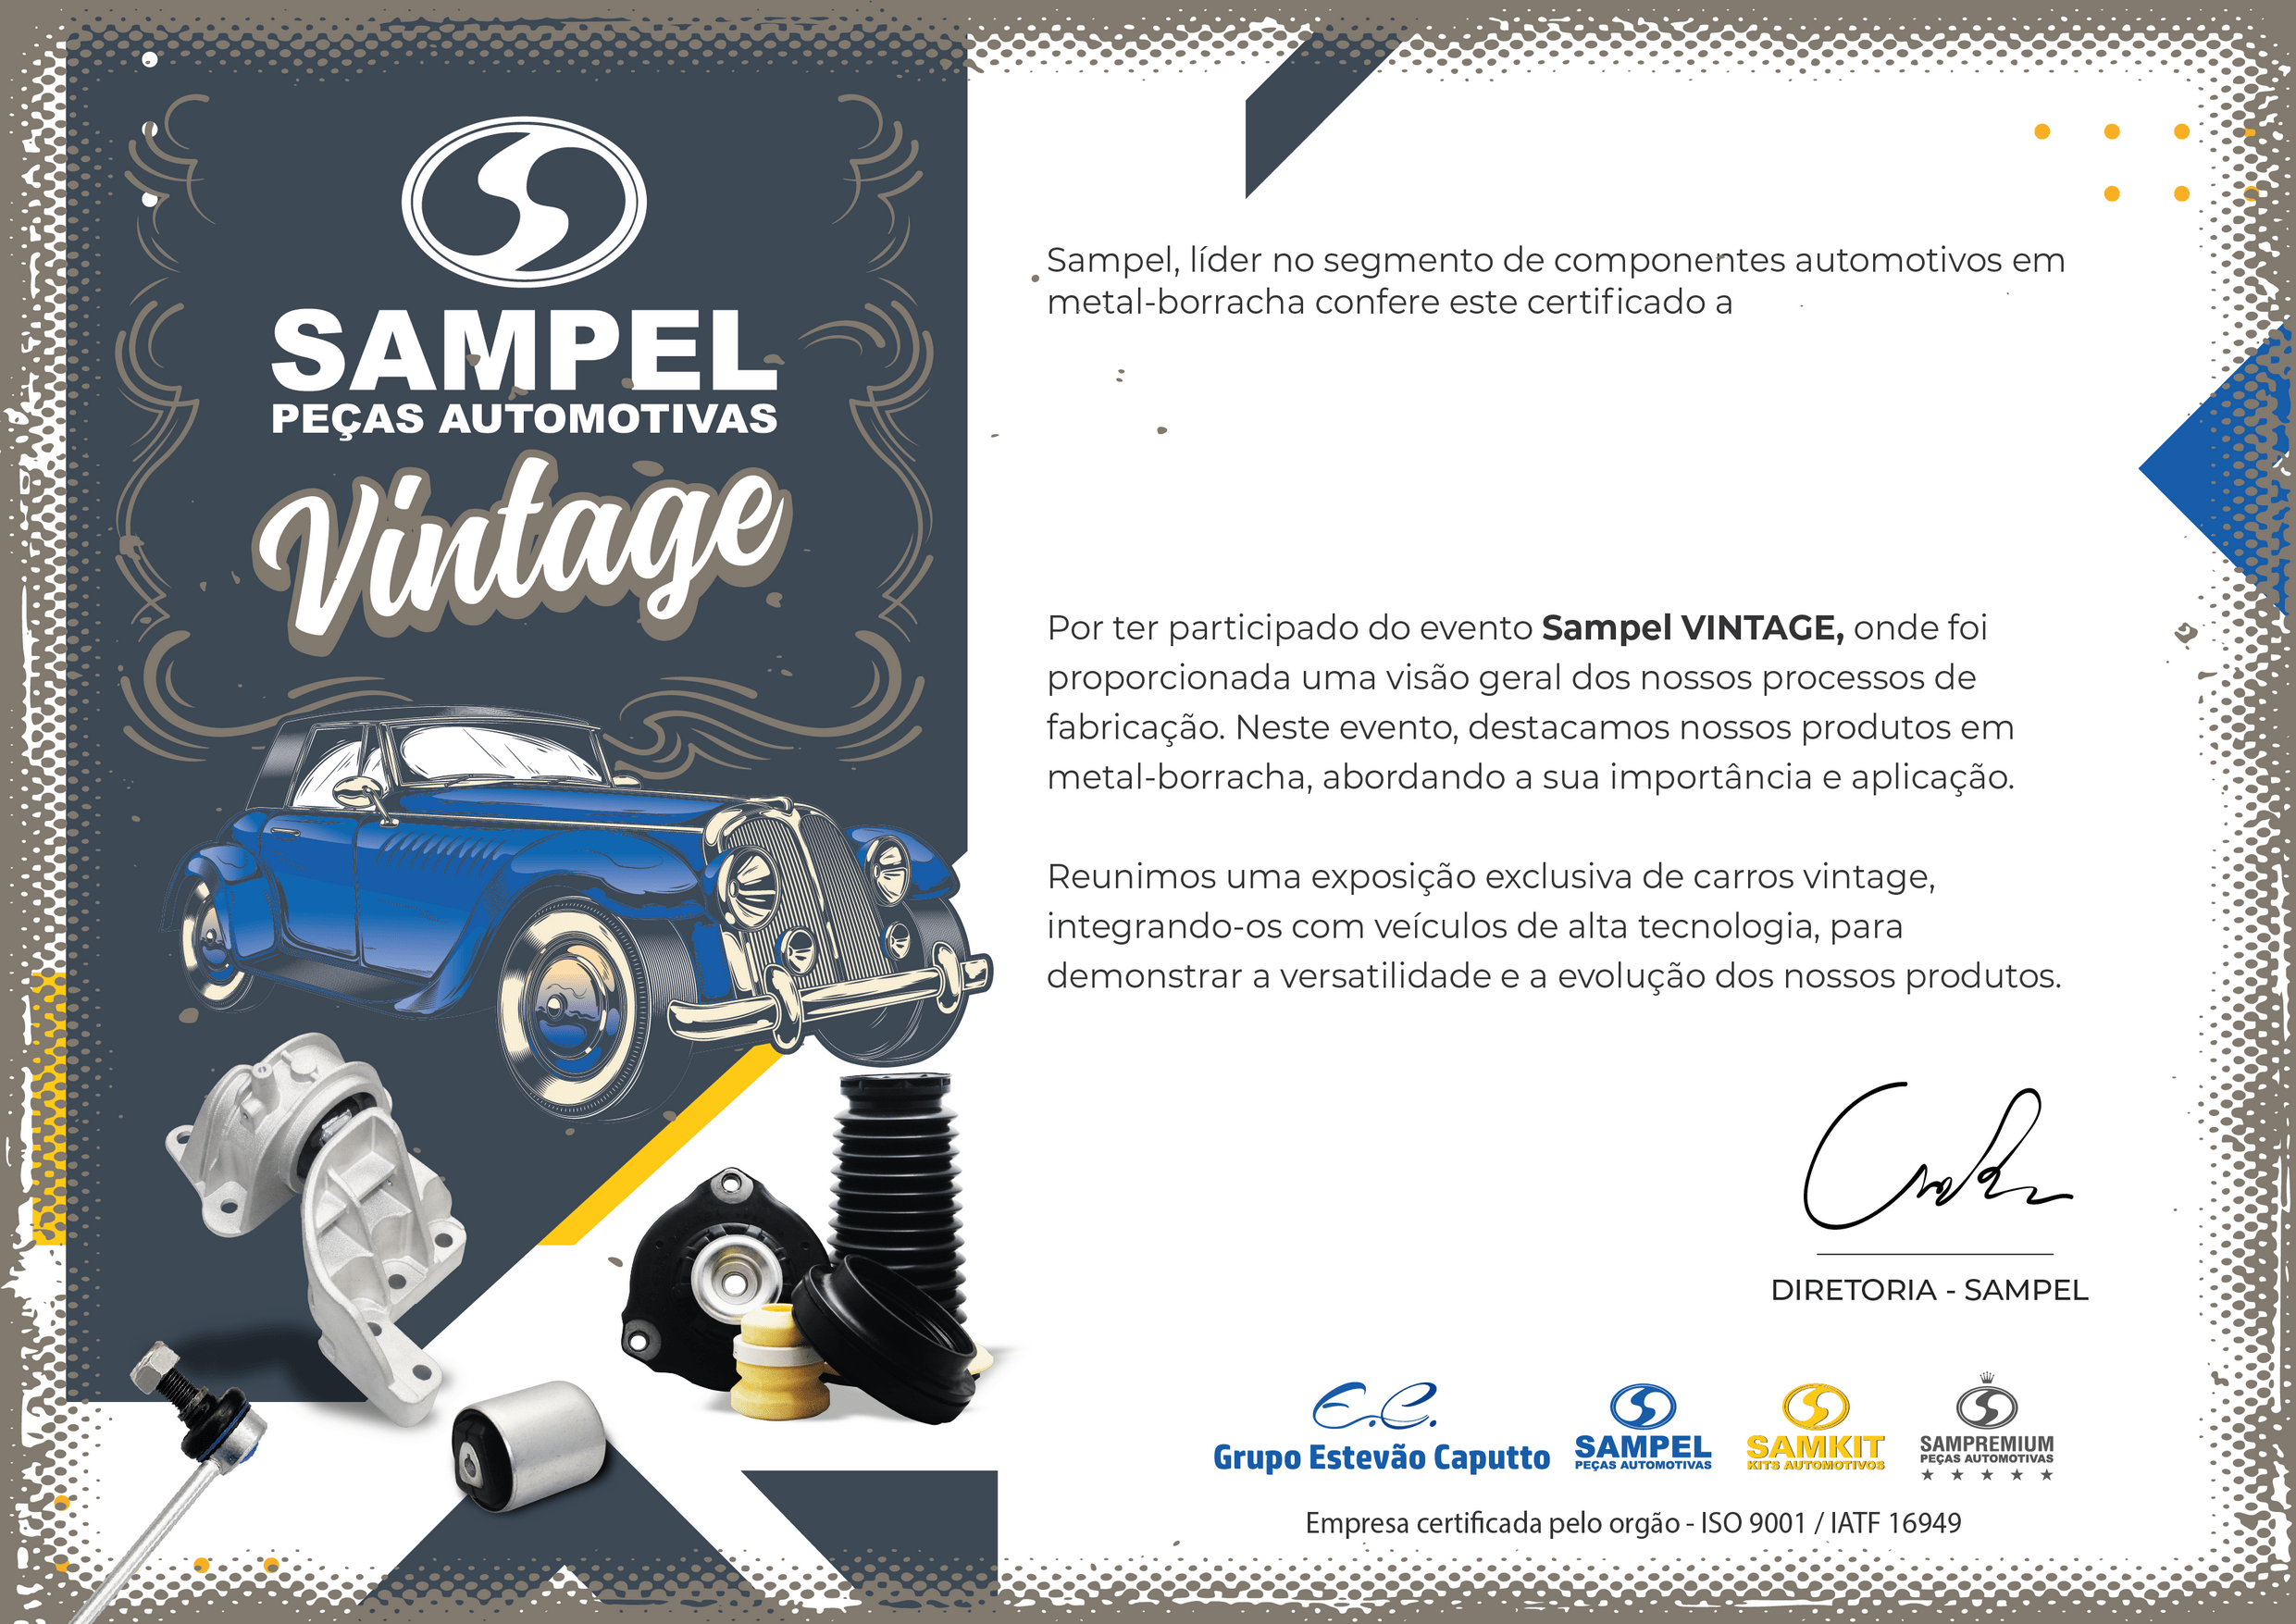 SAMPEL
PEÇAS AUTOMOTIVAS
Vintage
Sampel, líder no segmento de componentes automotivos em
metal-borracha confere este certificado a
Por ter participado do evento Sampel VINTAGE, onde foi
proporcionada uma visão geral dos nossos processos de
fabricação. Neste evento, destacamos nossos produtos em
metal-borracha, abordando a sua importância e aplicação.
Reunimos uma exposição exclusiva de carros vintage,
integrando-os com veículos de alta tecnologia, para
demonstrar a versatilidade e a evolução dos nossos produtos.
DIRETORIA - SAMPEL
E.C.
Grupo Estevão Caputto
SAMPEL
PEÇAS AUTOMOTIVAS
SAMKIT
KITS AUTOMOTIVOS
SAMPREMIUM
PEÇAS AUTOMOTIVAS
Empresa certificada pelo orgão - ISO 9001 / IATF 16949